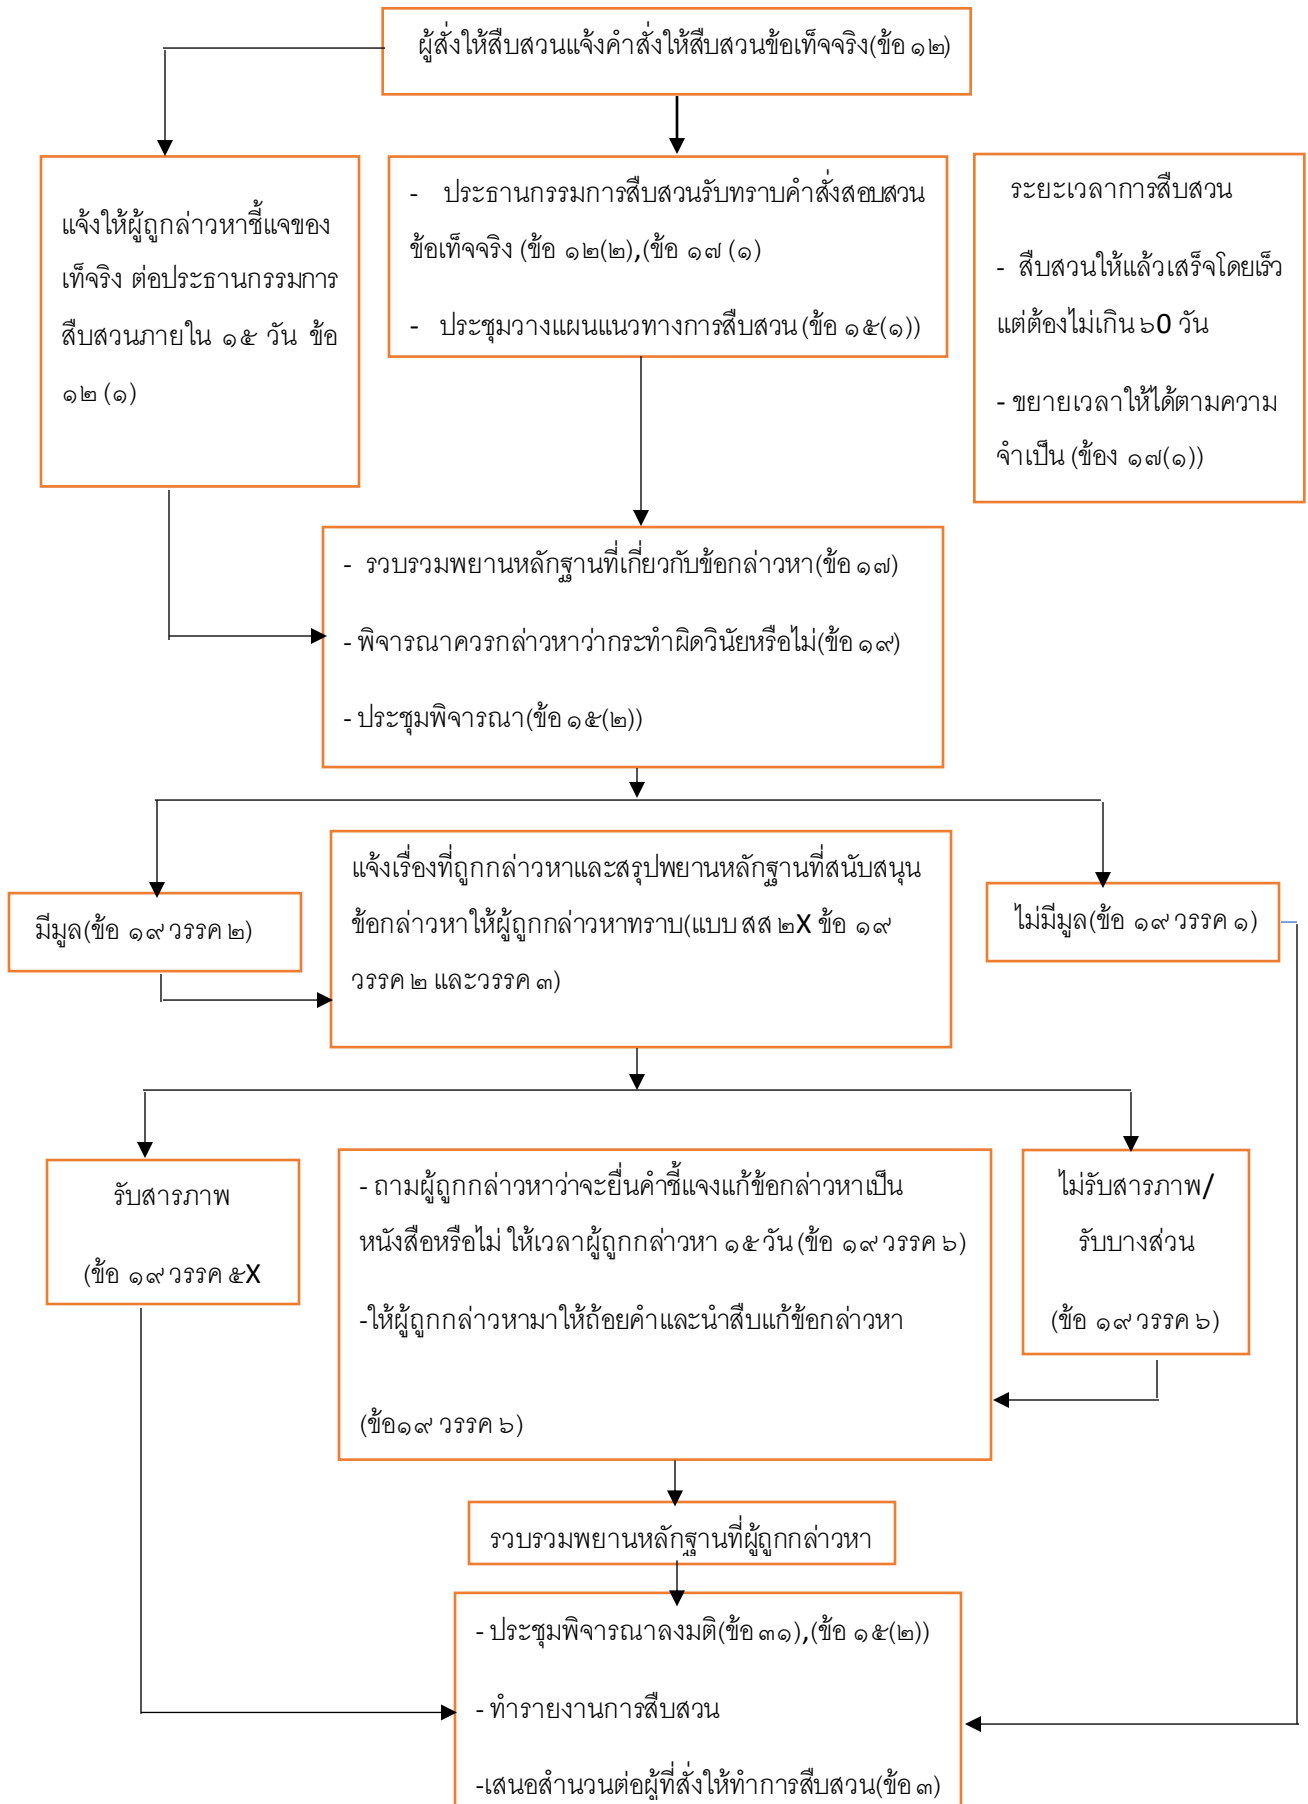 ผู้สั่งให้สืบสวนแจ้งคำสั่งให้สืบสวนข้อเท็จจริง(ข้อ ๑๒)
แจ้งให้ผู้ถูกล่าวหาชี้แจของ
เท็จริง ต่อประธานกรรมการ
สืบสวนภายใน ๑๕ วัน ข้อ
๑๒ (๑)
- ประธานกรรมการสืบสวนรับทราบคำสั่งสอบสวน
ข้อเท็จจริง (ข้อ ๑๒(๒),(ข้อ ๑๗ (๑)
- ประชุมวางแผนแนวทางการสืบสวน (ข้อ ๑๕(๑))
ระยะเวลาการสืบสวน
- สืบสวนให้แล้วเสร็จโดยเร็ว
แต่ต้องไม่เกิน ๖0 วัน
- ขยายเวลาให้ได้ตามความ
จำเป็น (ข้อง ๑๗(๑))
- รวบรวมพยานหลักฐานที่เกี่ยวกับข้อกล่าวหา(ข้อ ๑๗)
- พิจารณาควรกล่าวหาว่ากระทำผิดวินัยหรือไม่(ข้อ ๑๙)
- ประชุมพิจารณา(ข้อ ๑๕(๒))
แจ้งเรื่องที่ถูกกล่าวหาและสรุปพยานหลักฐานที่สนับสนุน
ข้อกล่าวหาให้ผู้ถูกล่าวหาทราบ(แบบ สส ๒X ข้อ ๑๙
วรรค ๒ และวรรค ๓)
มีมูล(ข้อ ๑๙ วรรค ๒)
ไม่มีมูล(ข้อ ๑๙ วรรค ๑)
รับสารภาพ
(ข้อ ๑๙ วรรค ๕X
- ถามผู้ถูกกล่าวหาว่าจะยื่นคำชี้แจงแก้ข้อกล่าวหาเป็น
หนังสือหรือไม่ ให้เวลาผู้ถูกกล่าวหา ๑๕ วัน (ข้อ ๑๙ วรรค ๖)
-ให้ผู้ถูกกล่าวหามาให้ถ้อยคำและนำสืบแก้ข้อกล่าวหา
(ข้อ๑๙ วรรค ๖)
ไม่รับสารภาพ/
รับบางส่วน
(ข้อ ๑๙ วรรค ๖)
รวบรวมพยานหลักฐานที่ผู้ถูกกล่าวหา
- ประชุมพิจารณาลงมติ(ข้อ ๓๑),(ข้อ ๑๕(๒))
- ทำรายงานการสืบสวน
-เสนอสำนวนต่อผู้ที่สั่งให้ทำการสืบสวน(ข้อ ๓)